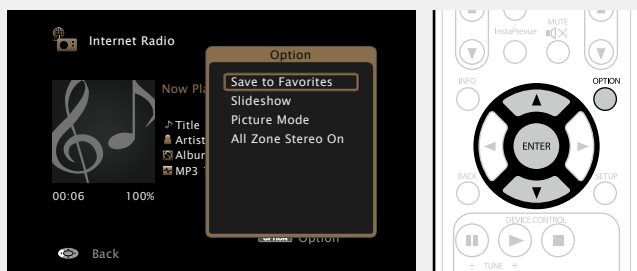 Internet Radio
Now Pla
Title
Artist
Albu
MP3
00:06 100%
Back
Option
Save to Favorites
Slideshow
Picture Mode
All Zone Stereo On
OPTION Option
InstaPrevue
MUTE
INFO
OPTION
ENTER
BACK
SETUP
DEVICE CONTROL
- TUNE +